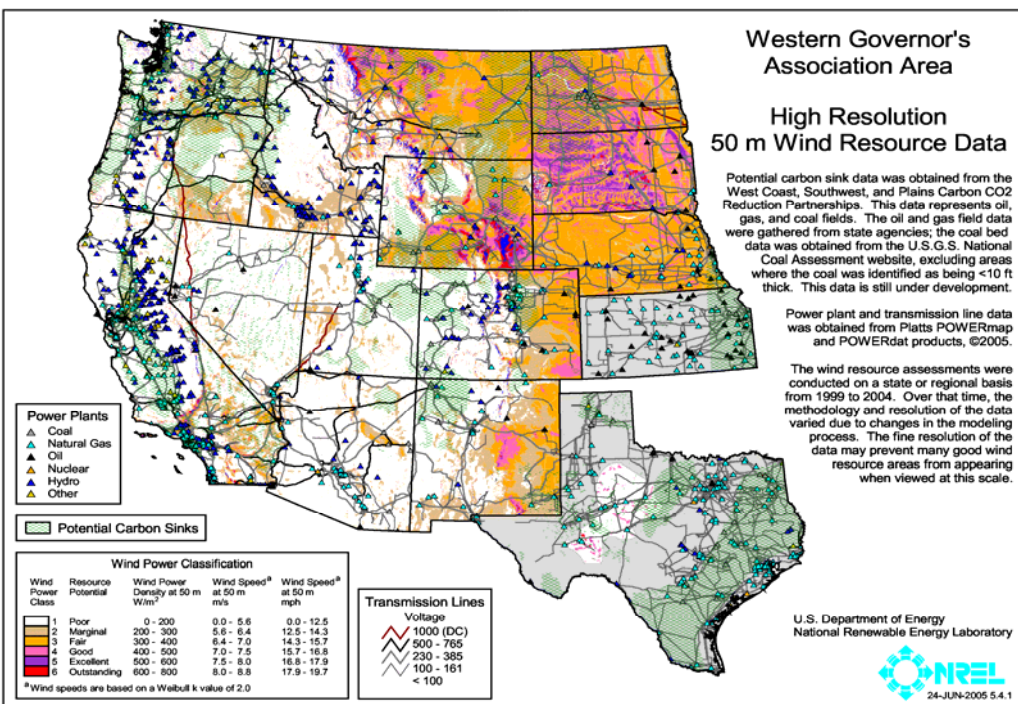 Western Governor's
Association Area
High Resolution
50 m Wind Resource Data
Potential carbon sink data was obtained from the
West Coast, Southwest, and Plains Carbon CO2
Reduction Partnerships. This data represents oil,
gas, and coal fields. The oil and gas field data
were gathered from state agencies; the coal bed
data was obtained from the U.S.G.S. National
Coal Assessment website, excluding areas
where the coal was identified as being <10 ft
thick. This data is still under development.
Power plant and transmission line data
was obtained from Platts POWERmap
and POWERdat products, ©2005.
The wind resource assessments were
conducted on a state or regional basis
from 1999 to 2004. Over that time, the
methodology and resolution of the data
varied due to changes in the modeling
process. The fine resolution of the
data may prevent many good wind
resource areas from appearing
when viewed at this scale.
Power Plants
Coal
Natural Gas
Oil
Nuclear
Hydro
Other
Potential Carbon Sinks
Wind Power Classification
Wind Resource Wind Power Wind Speed a Wind Speed a
Power Potential Density at 50 m at 50 m at 50 m
Class W/m² m/s mph
1 Poor 0 - 200 0.0 - 5.6 0.0 - 12.5
2 Marginal 200 - 300 5.6 - 6.4 12.5 - 14.3
3 Fair 300 - 400 6.4 - 7.0 14.3 - 15.7
4 Good 400 - 500 7.0 - 7.5 15.7 - 16.8
5 Excellent 500 - 600 7.5 - 8.0 16.8 - 17.9
6 Outstanding 600 - 800 8.0 - 8.8 17.9 - 19.7
a Wind speeds are based on a Weibull k value of 2.0
Transmission Lines
Voltage
1000 (DC)
500 - 765
230 - 385
100 - 161
< 100
U.S. Department of Energy
National Renewable Energy Laboratory
NREL
24-JUN-2005 5.4.1